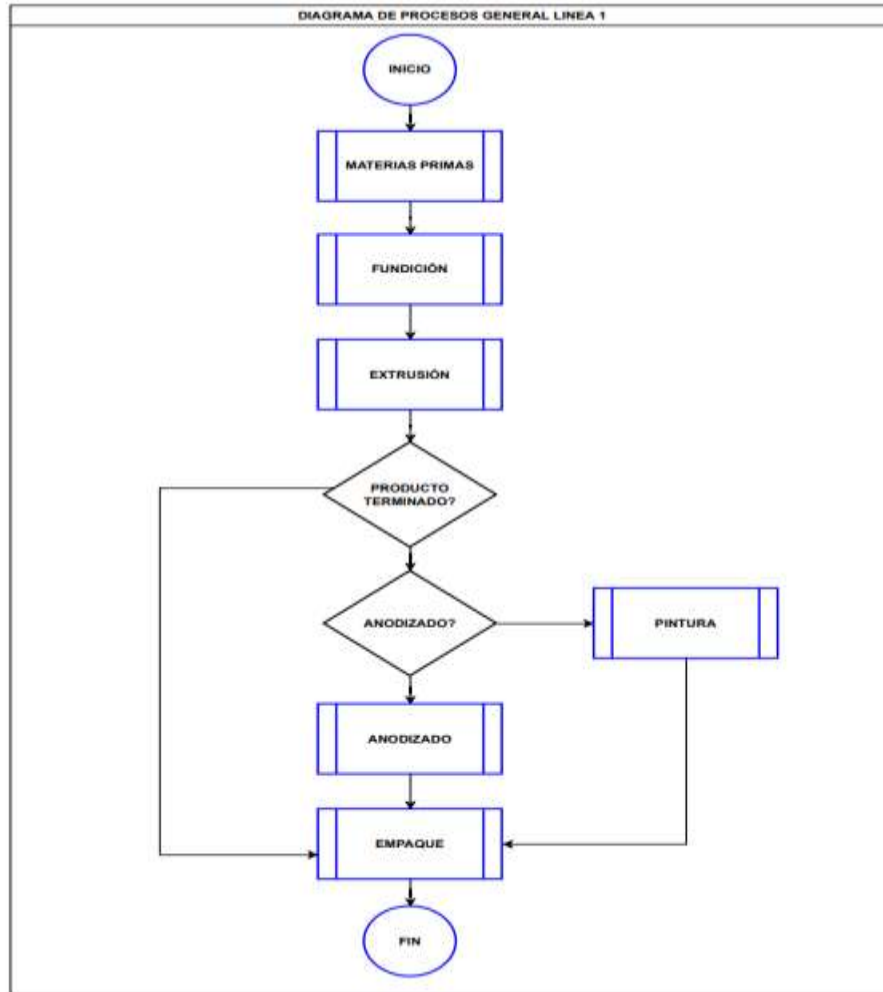 DIAGRAMA DE PROCESOS GENERAL LINEA 1
INICIO
MATERIAS PRIMAS
FUNDICIÓN
EXTRUSIÓN
PRODUCTO
TERMINADO?
ANODIZADO?
PINTURA
ANODIZADO
EMPAQUE
FIN